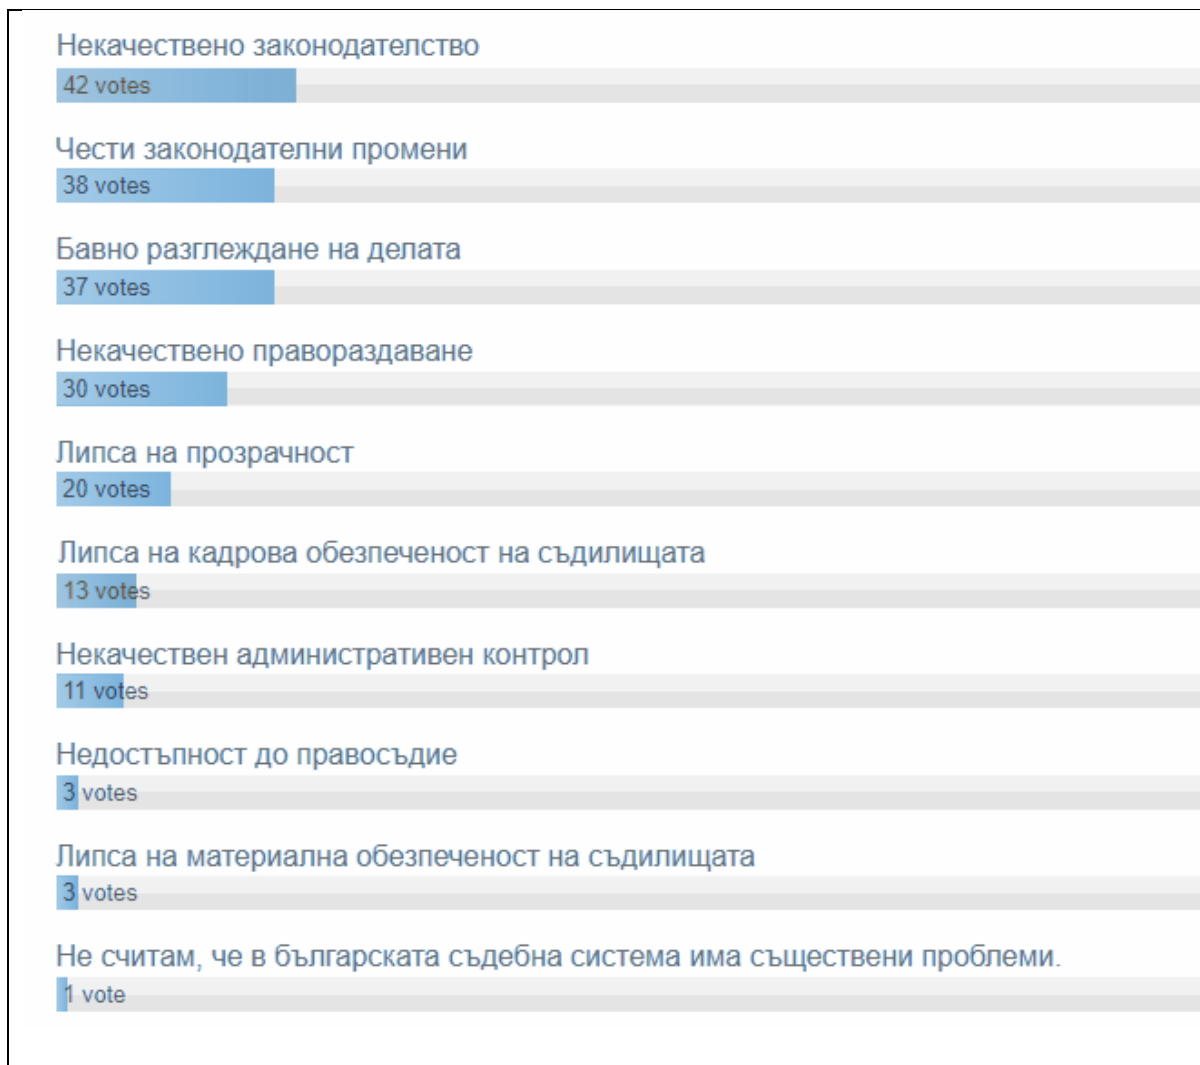 Некачествено законодателство
42 votes
Чести законодателни промени
38 votes
Бавно разглеждане на делата
37 votes
Некачествено правораздаване
30 votes
Липса на прозрачност
20 votes
Липса на кадрова обезпеченост на съдилищата
13 votes
Некачествен административен контрол
11 votes
Недостъпност до правосъдие
3 votes
Липса на материална обезпеченост на съдилищата
3 votes
Не считам, че в българската съдебна система има съществени проблеми.
1 vote